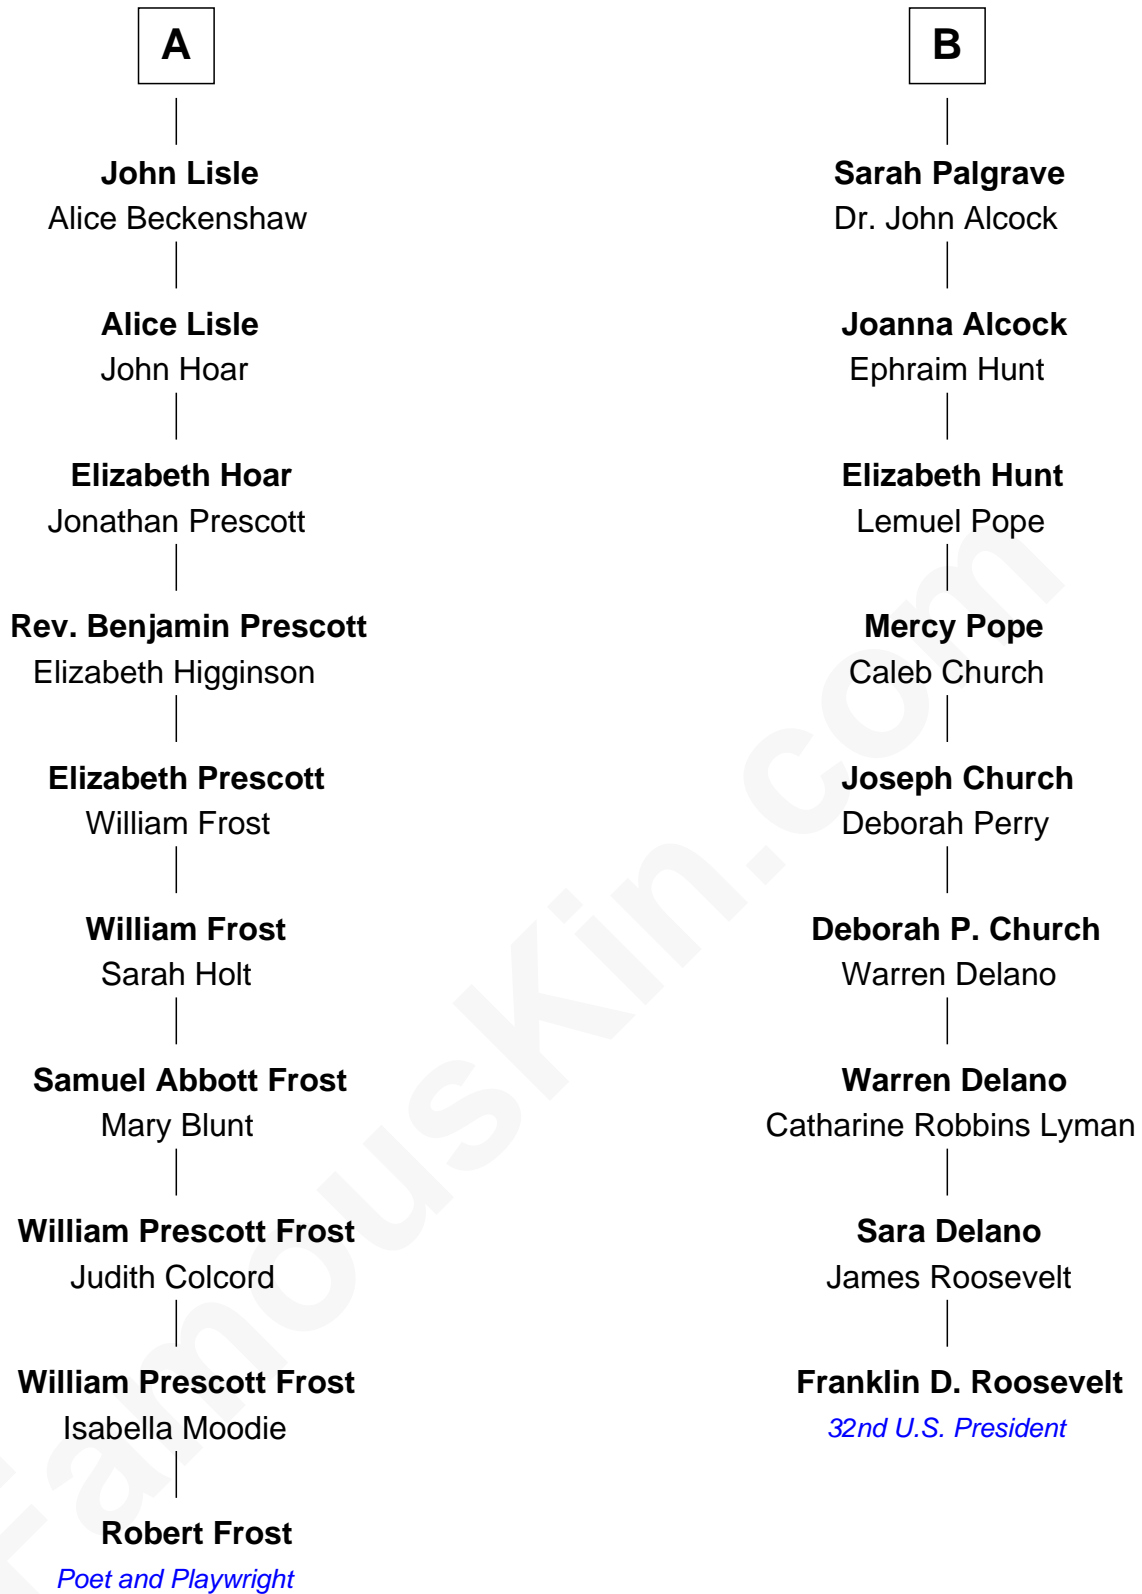 A
John Lisle
Alice Beckenshaw
Alice Lisle
John Hoar
Elizabeth Hoar
Jonathan Prescott
Rev. Benjamin Prescott
Elizabeth Higginson
Elizabeth Prescott
William Frost
William Frost
Sarah Holt
Samuel Abbott Frost
Mary Blunt
William Prescott Frost
Judith Colcord
William Prescott Frost
Isabella Moodie
Robert Frost
Poet and Playwright
B
Sarah Palgrave
Dr. John Alcock
Joanna Alcock
Ephraim Hunt
Elizabeth Hunt
Lemuel Pope
Mercy Pope
Caleb Church
Joseph Church
Deborah Perry
Deborah P. Church
Warren Delano
Warren Delano
Catharine Robbins Lyman
Sara Delano
James Roosevelt
Franklin D. Roosevelt
32nd U.S. President
FamousKin.com